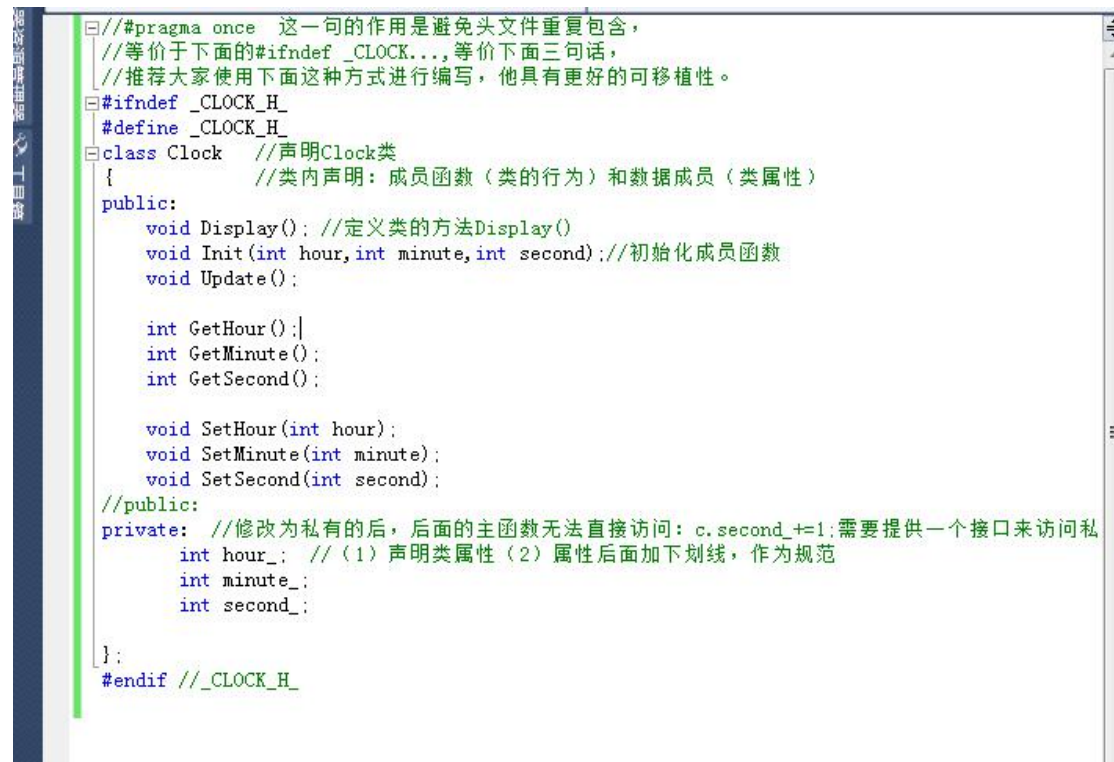 //#pragma once 这一句的作用是避免头文件重复包含，
//等价于下面的#ifndef _CLOCK...,等价下面三句话，
//推荐大家使用下面这种方式进行编写，他具有更好的可移植性。
#ifndef _CLOCK_H_
#define _CLOCK_H_
class Clock //声明Clock类
{ //类内声明：成员函数（类的行为）和数据成员（类属性）
public:
void Display(); //定义类的方法Display()
void Init(int hour,int minute,int second);//初始化成员函数
void Update();
int GetHour();
int GetMinute();
int GetSecond();
void SetHour(int hour);
void SetMinute(int minute);
void SetSecond(int second);
//public:
private: //修改为私有的后，后面的主函数无法直接访问：c.second_+=1;需要提供一个接口来访问私
int hour_; //（1）声明类属性（2）属性后面加下划线，作为规范
int minute_;
int second_;
};
#endif //_CLOCK_H_
工具箱